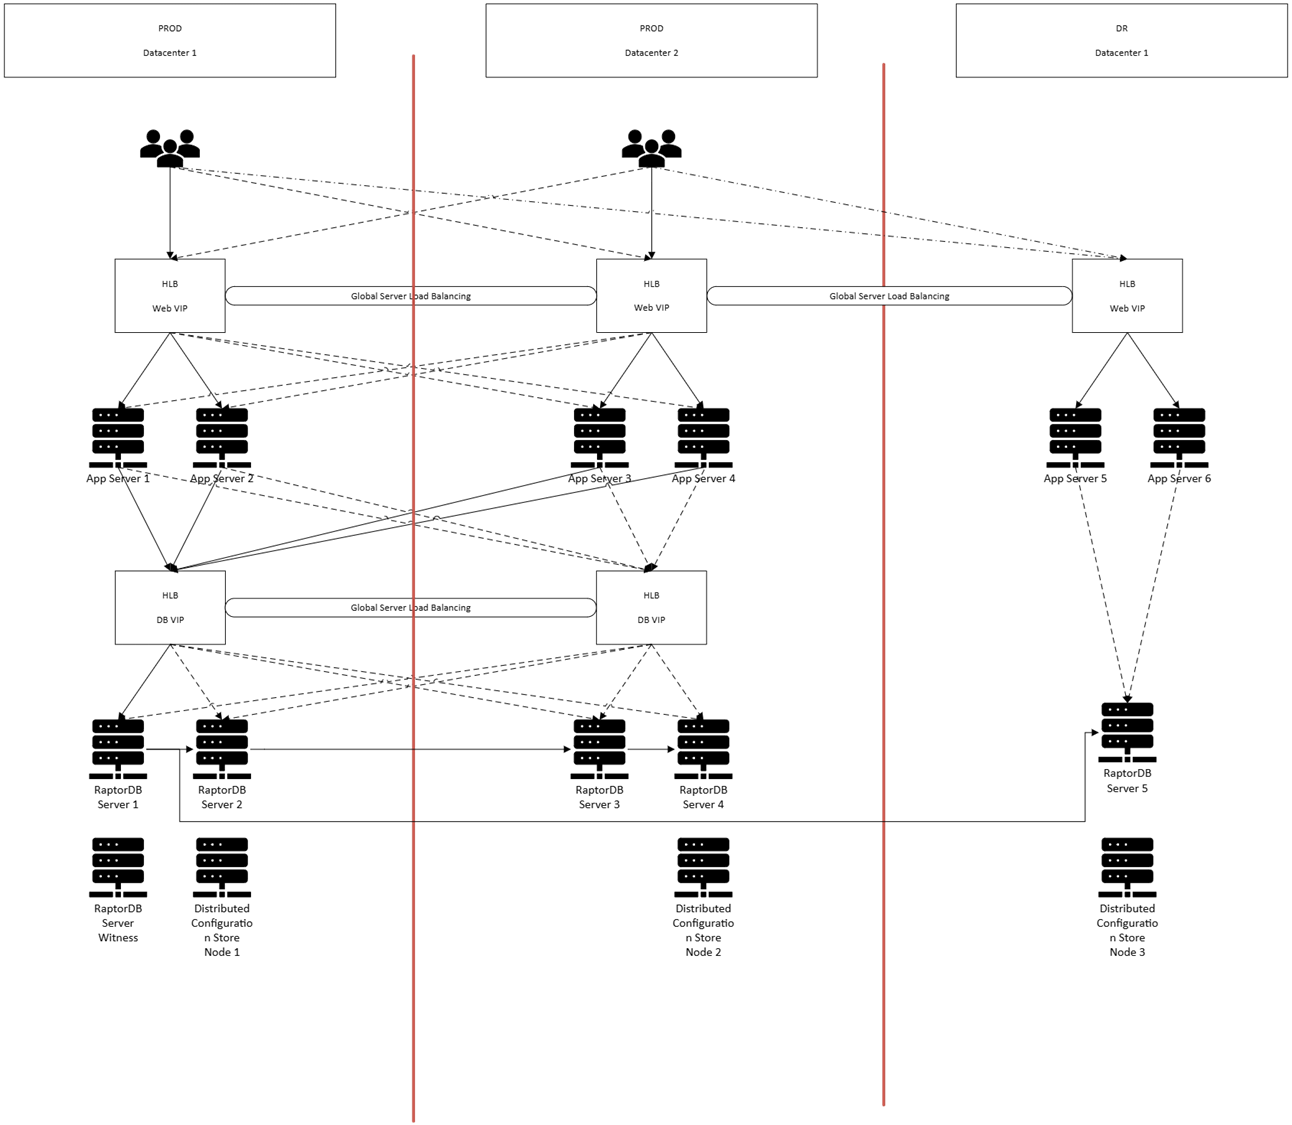 PROD
Datacenter 1
PROD
Datacenter 2
DR
Datacenter 1
HLB
Web VIP
Global Server Load Balancing
HLB
Web VIP
Global Server Load Balancing
HLB
Web VIP
App Server 1
App Server 2
App Server 3
App Server 4
App Server 5
App Server 6
HLB
DB VIP
Global Server Load Balancing
HLB
DB VIP
RaptorDB
Server 1
RaptorDB
Server 2
RaptorDB
Server 3
RaptorDB
Server 4
RaptorDB
Server 5
RaptorDB
Server
Witness
Distributed
Configuratio
n Store
Node 1
Distributed
Configuratio
n Store
Node 2
Distributed
Configuratio
n Store
Node 3